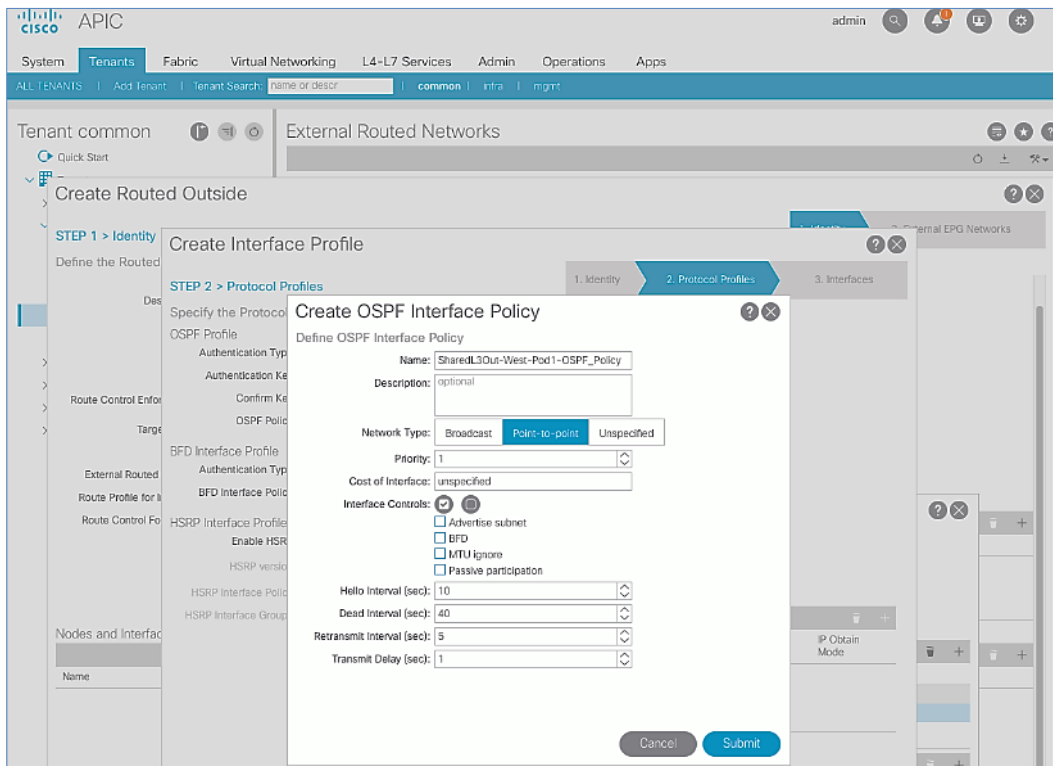 cisco APIC admin 1
System Tenants Fabric Virtual Networking L4-L7 Services Admin Operations Apps
ALL TENANTS | Add Tenant | Tenant Search: name or descr | common | infra | mgmt
Tenant common
External Routed Networks
Quick Start
Create Routed Outside
STEP 1 > Identity
External EPG Networks
Define the Routed
Create Interface Profile
1. Identity 2. Protocol Profiles 3. Interfaces
STEP 2 > Protocol Profiles
Specify the Protocol
OSPF Profile
Authentication Typ
Authentication Ke
Confirm Ke
OSPF Polic
BFD Interface Profile
Authentication Typ
BFD Interface Polic
HSRP Interface Profile
Enable HSR
HSRP versio
HSRP Interface Polic
HSRP Interface Group
Des
Route Control Enfor
Targe
External Routed
Route Profile for I
Route Control Fo
Nodes and Interfac
Name
IP Obtain
Mode
Create OSPF Interface Policy
Define OSPF Interface Policy
Name: SharedL3Out-West-Pod1-OSPF_Policy
Description: optional
Network Type: Broadcast Point-to-point Unspecified
Priority: 1
Cost of Interface: unspecified
Interface Controls:
Advertise subnet
BFD
MTU ignore
Passive participation
Hello Interval (sec): 10
Dead Interval (sec): 40
Retransmit Interval (sec): 5
Transmit Delay (sec): 1
Cancel Submit